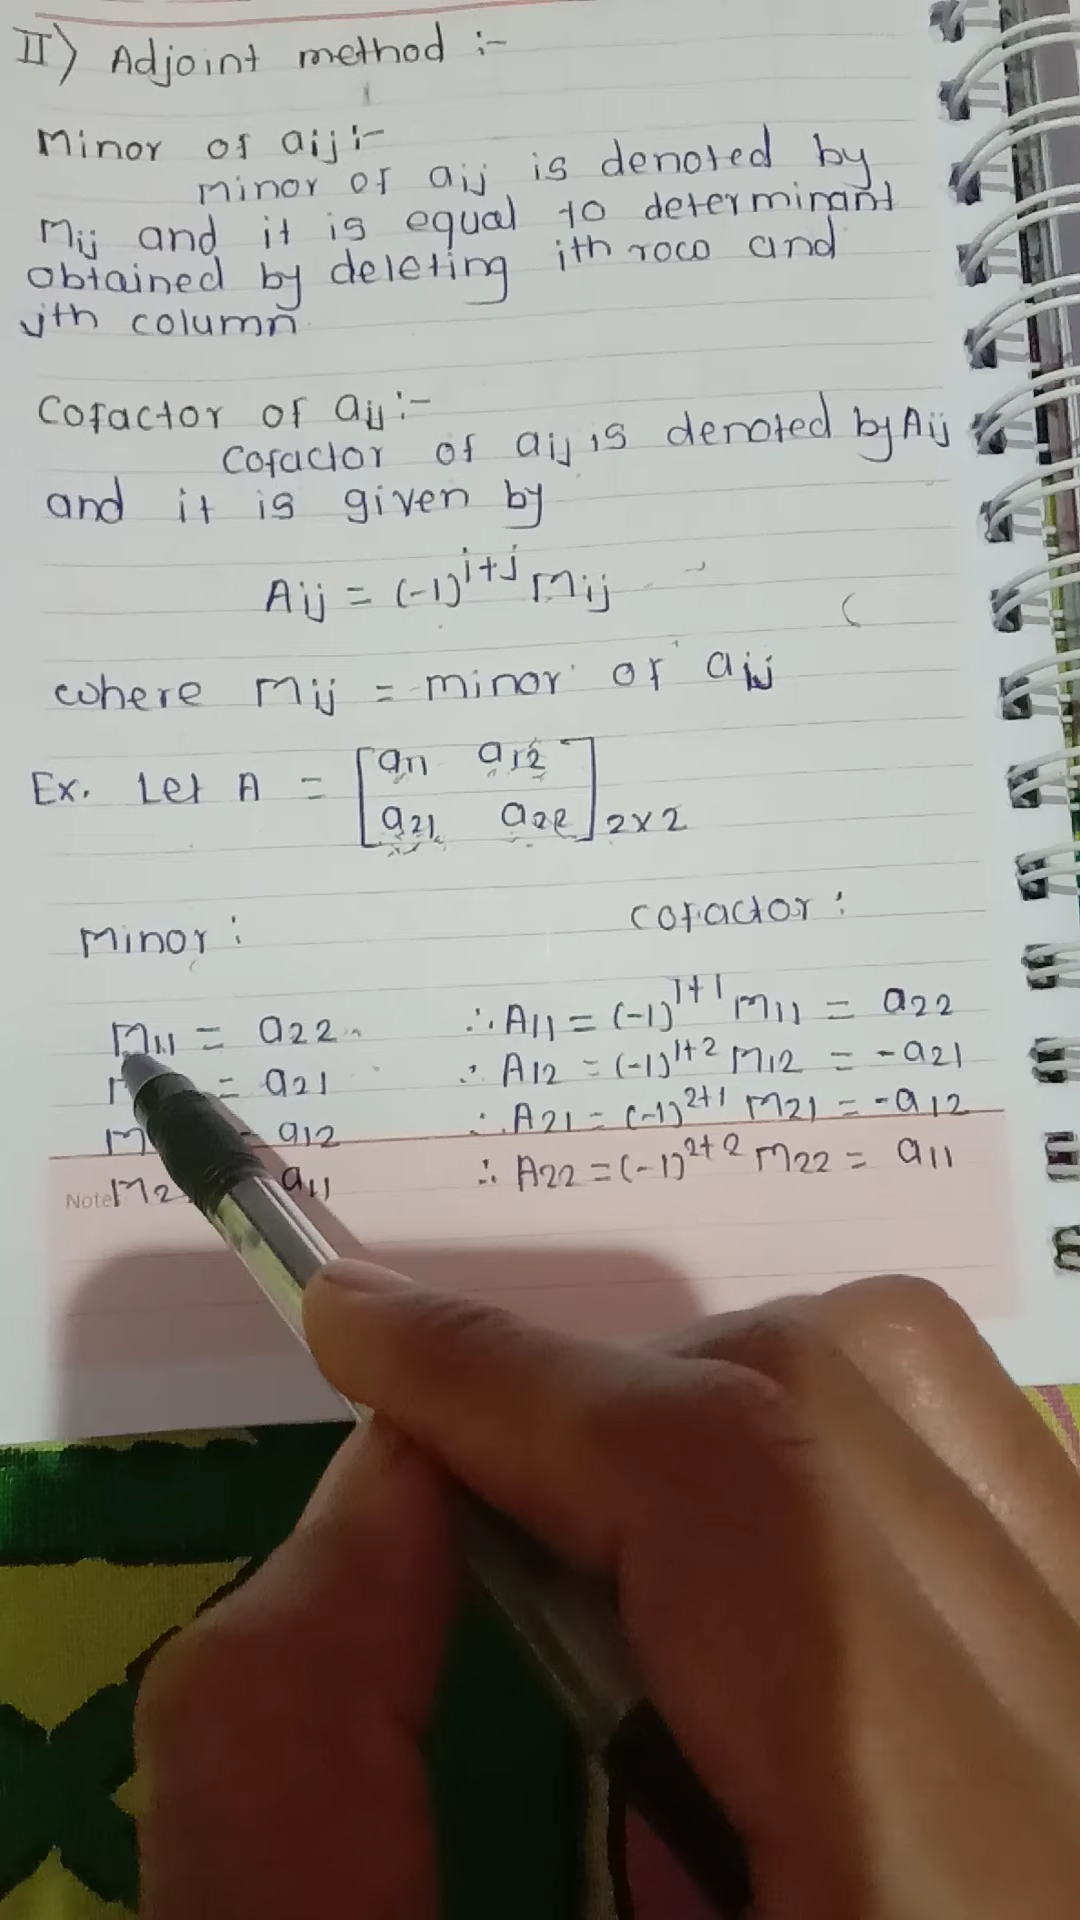 II) Adjoint method :-
Minor of aij :-
minor of aij is denoted by
Mij and it is equal to determinant
obtained by deleting ith row and
jth column.
Cofactor of aij :-
Cofactor of aij is denoted by Aij
and it is given by
Aij = (-1)^i+j Mij
where Mij = minor of aij
Ex. Let A = [a11 a12
a21 a22] 2x2
Minor : cofactor :
M11 = a22 ∴ A11 = (-1)^1+1 M11 = a22
= a21 ∴ A12 = (-1)^1+2 M12 = -a21
a12 ∴ A21 = (-1)^2+1 M21 = -a12
Note M2 a11 ∴ A22 = (-1)^2+2 M22 = a11